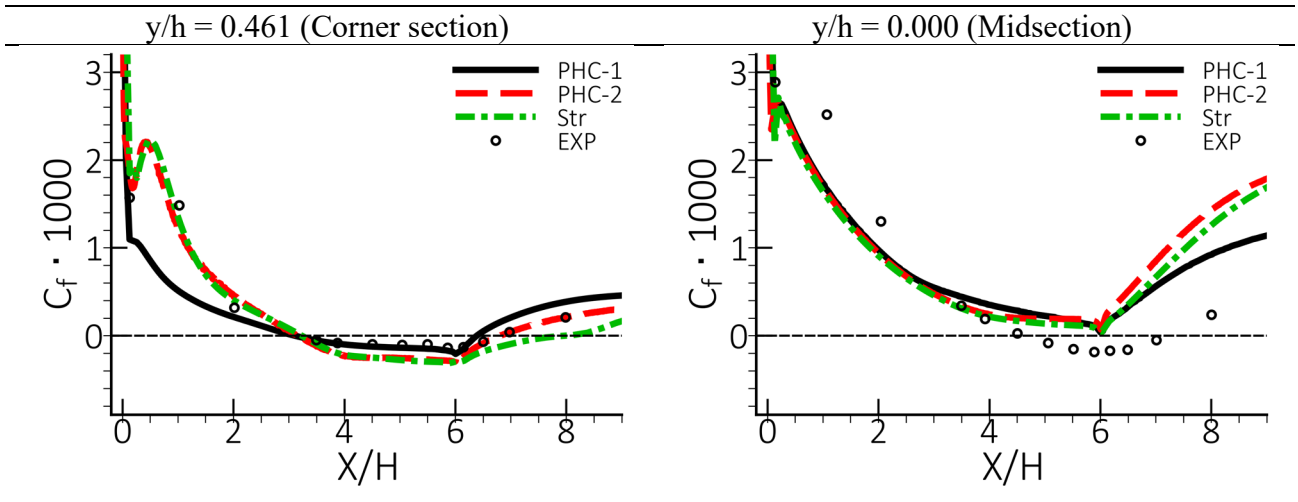 y/h = 0.461 (Corner section)
y/h = 0.000 (Midsection)
3
2
1
0
Cf · 1000
PHC-1
PHC-2
Str
EXP
0 2 4 6 8
X/H
3
2
1
0
Cf · 1000
PHC-1
PHC-2
Str
EXP
0 2 4 6 8
X/H